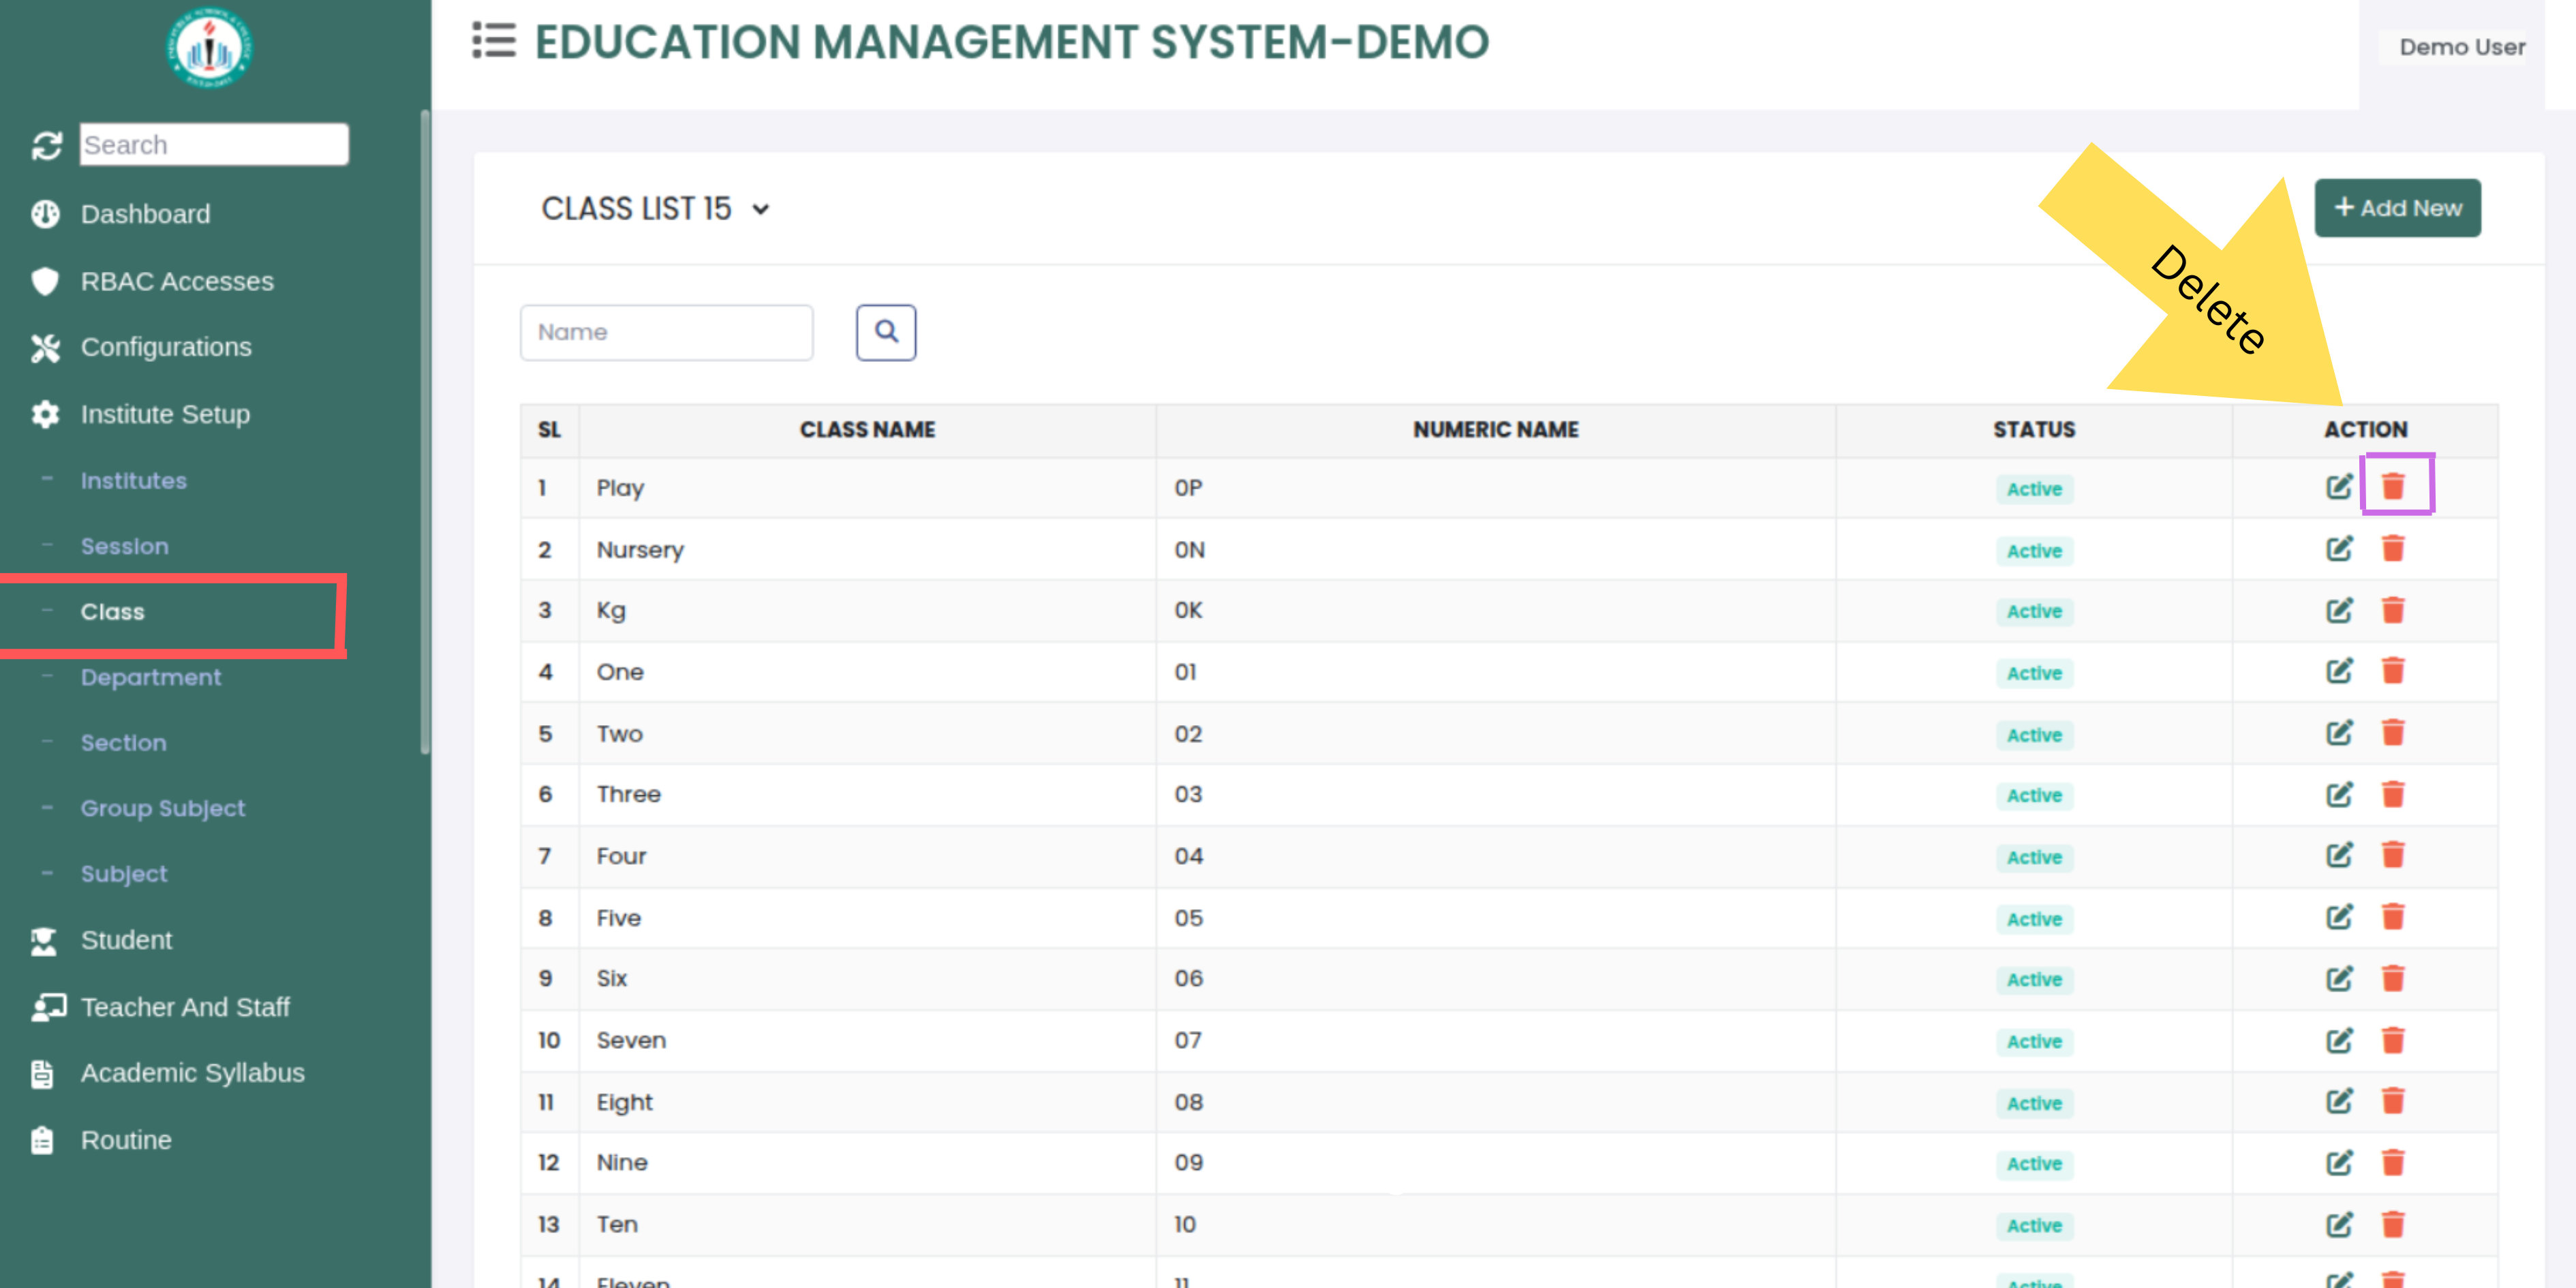 EDUCATION MANAGEMENT SYSTEM-DEMO
Demo User
Search
Dashboard
RBAC Accesses
Configurations
Institute Setup
Institutes
Session
Class
Department
Section
Group Subject
Subject
Student
Teacher And Staff
Academic Syllabus
Routine
CLASS LIST 15
+ Add New
Delete
Name
SL CLASS NAME NUMERIC NAME STATUS ACTION
1 Play 0P Active
2 Nursery 0N Active
3 Kg 0K Active
4 One 01 Active
5 Two 02 Active
6 Three 03 Active
7 Four 04 Active
8 Five 05 Active
9 Six 06 Active
10 Seven 07 Active
11 Eight 08 Active
12 Nine 09 Active
13 Ten 10 Active
14 Eleven 11 Active